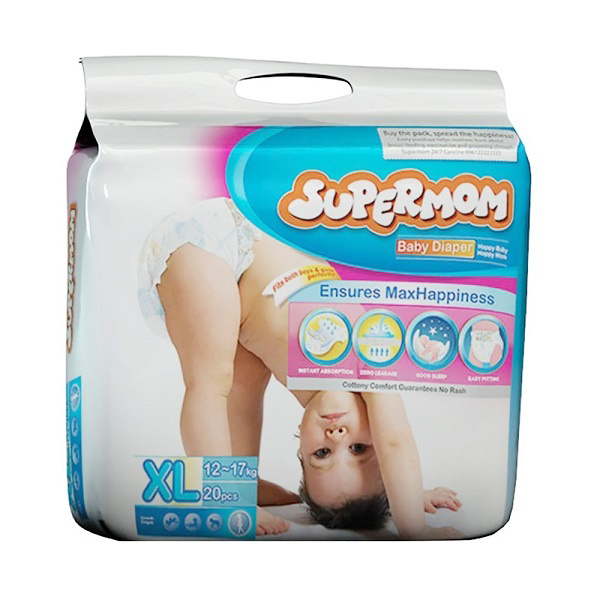 Buy the pack, spread the happiness!
SUPERMOM
SUPERMOM
Baby Diaper
Happy Baby
Happy Mom
Fits both boys & girls
perfectly
Ensures MaxHappiness
INSTANT ABSORPTION
ZERO LEAKAGE
GOOD SLEEP
EASY FITTING
Cottony Comfort Guarantees No Rash
XL
12~17kg
20pcs